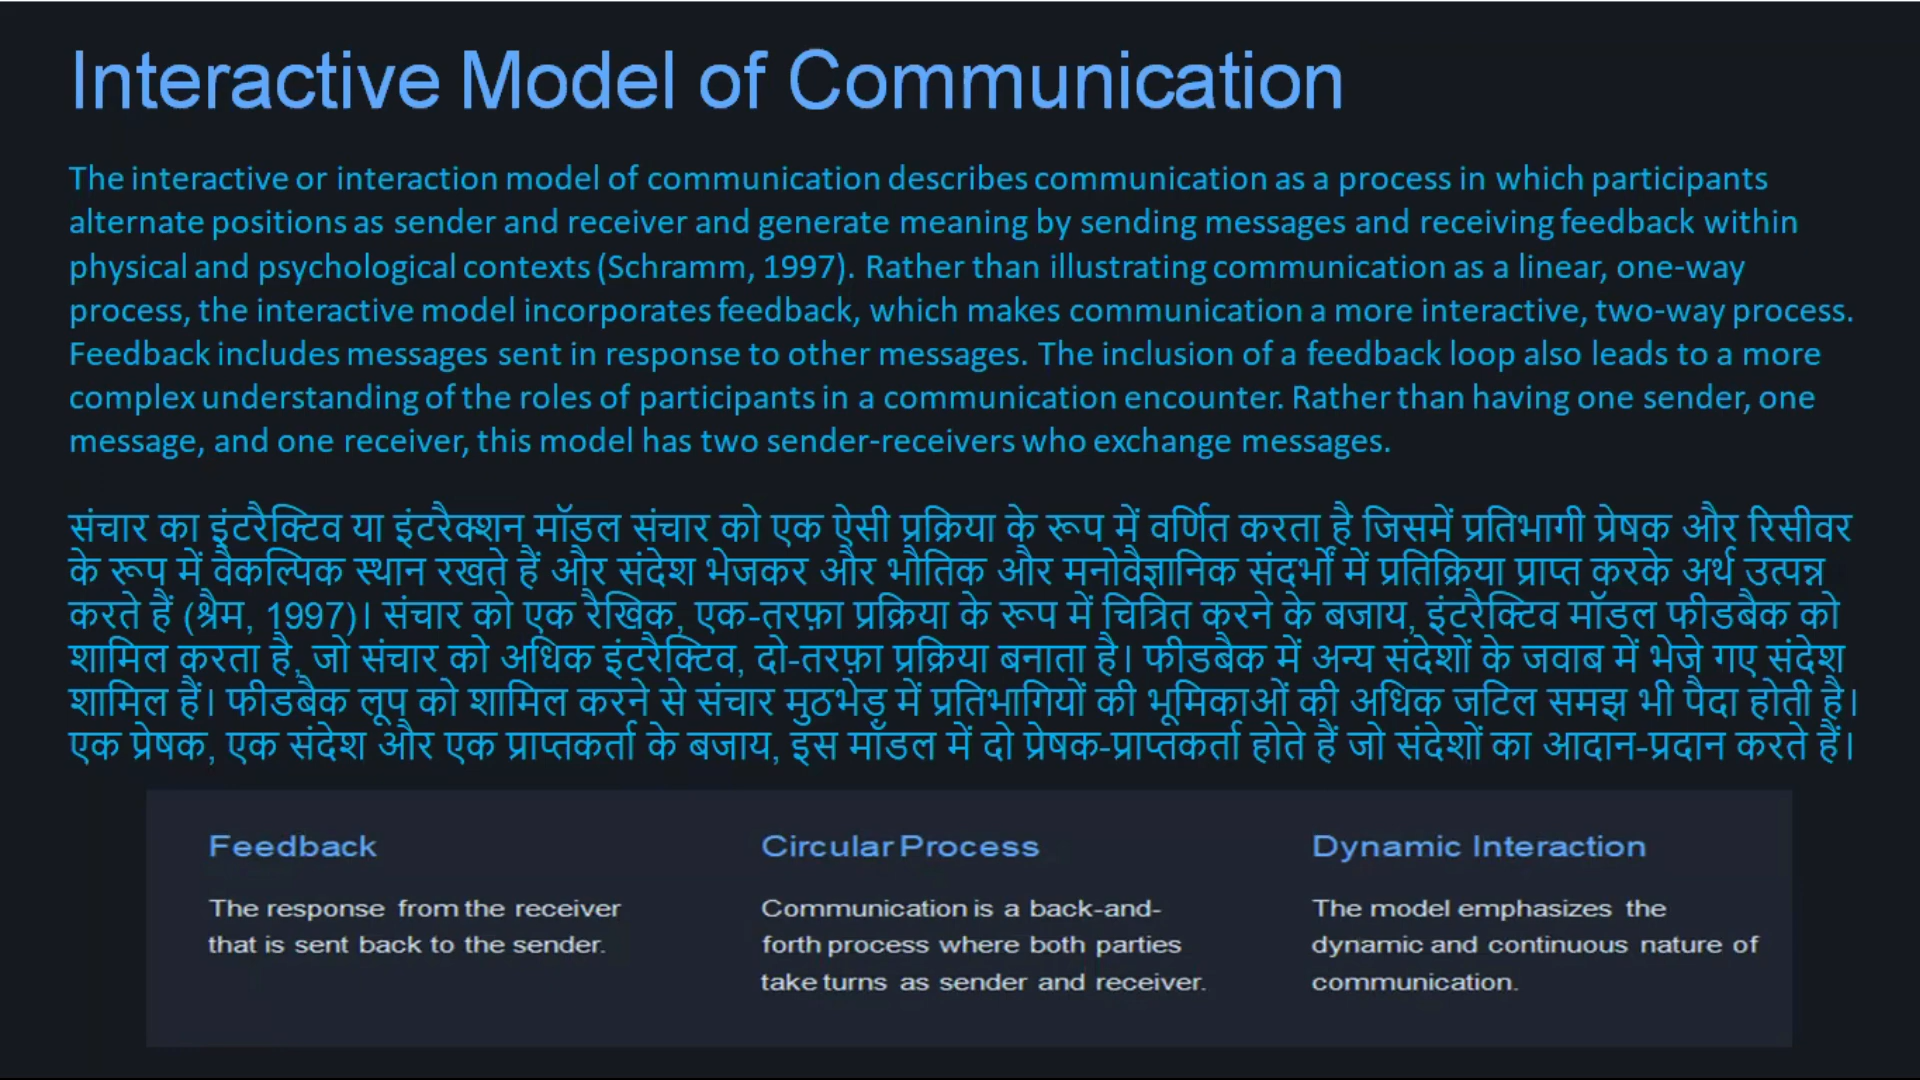 Interactive Model of Communication
The interactive or interaction model of communication describes communication as a process in which participants
alternate positions as sender and receiver and generate meaning by sending messages and receiving feedback within
physical and psychological contexts (Schramm, 1997). Rather than illustrating communication as a linear, one-way
process, the interactive model incorporates feedback, which makes communication a more interactive, two-way process.
Feedback includes messages sent in response to other messages. The inclusion of a feedback loop also leads to a more
complex understanding of the roles of participants in a communication encounter. Rather than having one sender, one
message, and one receiver, this model has two sender-receivers who exchange messages.
संचार का इंटरैक्टिव या इंटरैक्शन मॉडल संचार को एक ऐसी प्रक्रिया के रूप में वर्णित करता है जिसमें प्रतिभागी प्रेषक और रिसीवर
के रूप में वैकल्पिक स्थान रखते हैं और संदेश भेजकर और भौतिक और मनोवैज्ञानिक संदर्भों में प्रतिक्रिया प्राप्त करके अर्थ उत्पन्न
करते हैं (श्रैम, 1997)। संचार को एक रैखिक, एक-तरफ़ा प्रक्रिया के रूप में चित्रित करने के बजाय, इंटरैक्टिव मॉडल फीडबैक को
शामिल करता है, जो संचार को अधिक इंटरैक्टिव, दो-तरफ़ा प्रक्रिया बनाता है। फीडबैक में अन्य संदेशों के जवाब में भेजे गए संदेश
शामिल हैं। फीडबैक लूप को शामिल करने से संचार मुठभेड़ में प्रतिभागियों की भूमिकाओं की अधिक जटिल समझ भी पैदा होती है।
एक प्रेषक, एक संदेश और एक प्राप्तकर्ता के बजाय, इस मॉडल में दो प्रेषक-प्राप्तकर्ता होते हैं जो संदेशों का आदान-प्रदान करते हैं।
Feedback
The response from the receiver
that is sent back to the sender.
Circular Process
Communication is a back-and-
forth process where both parties
take turns as sender and receiver.
Dynamic Interaction
The model emphasizes the
dynamic and continuous nature of
communication.